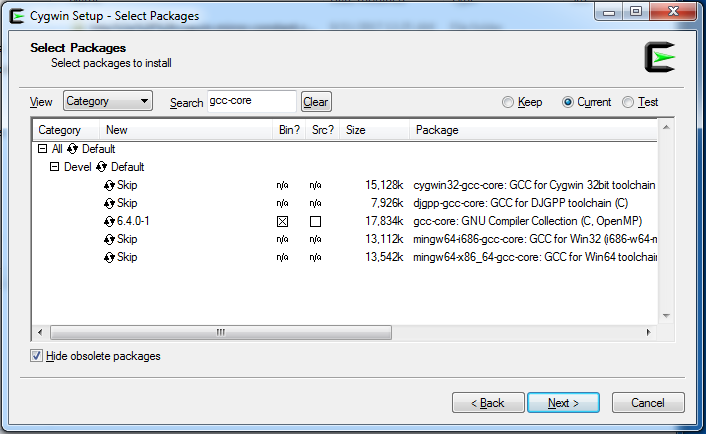 Cygwin Setup - Select Packages
Select Packages
Select packages to install
View Category Search gcc-core Clear Keep Current Test
Category New Bin? Src? Size Package
All Default
Devel Default
Skip n/a n/a 15,128k cygwin32-gcc-core: GCC for Cygwin 32bit toolchain
Skip n/a n/a 7,926k djgpp-gcc-core: GCC for DJGPP toolchain (C)
6.4.0-1 17,834k gcc-core: GNU Compiler Collection (C, OpenMP)
Skip n/a n/a 13,112k mingw64-i686-gcc-core: GCC for Win32 (i686-w64-m
Skip n/a n/a 13,542k mingw64-x86_64-gcc-core: GCC for Win64 toolchain
Hide obsolete packages
< Back Next > Cancel